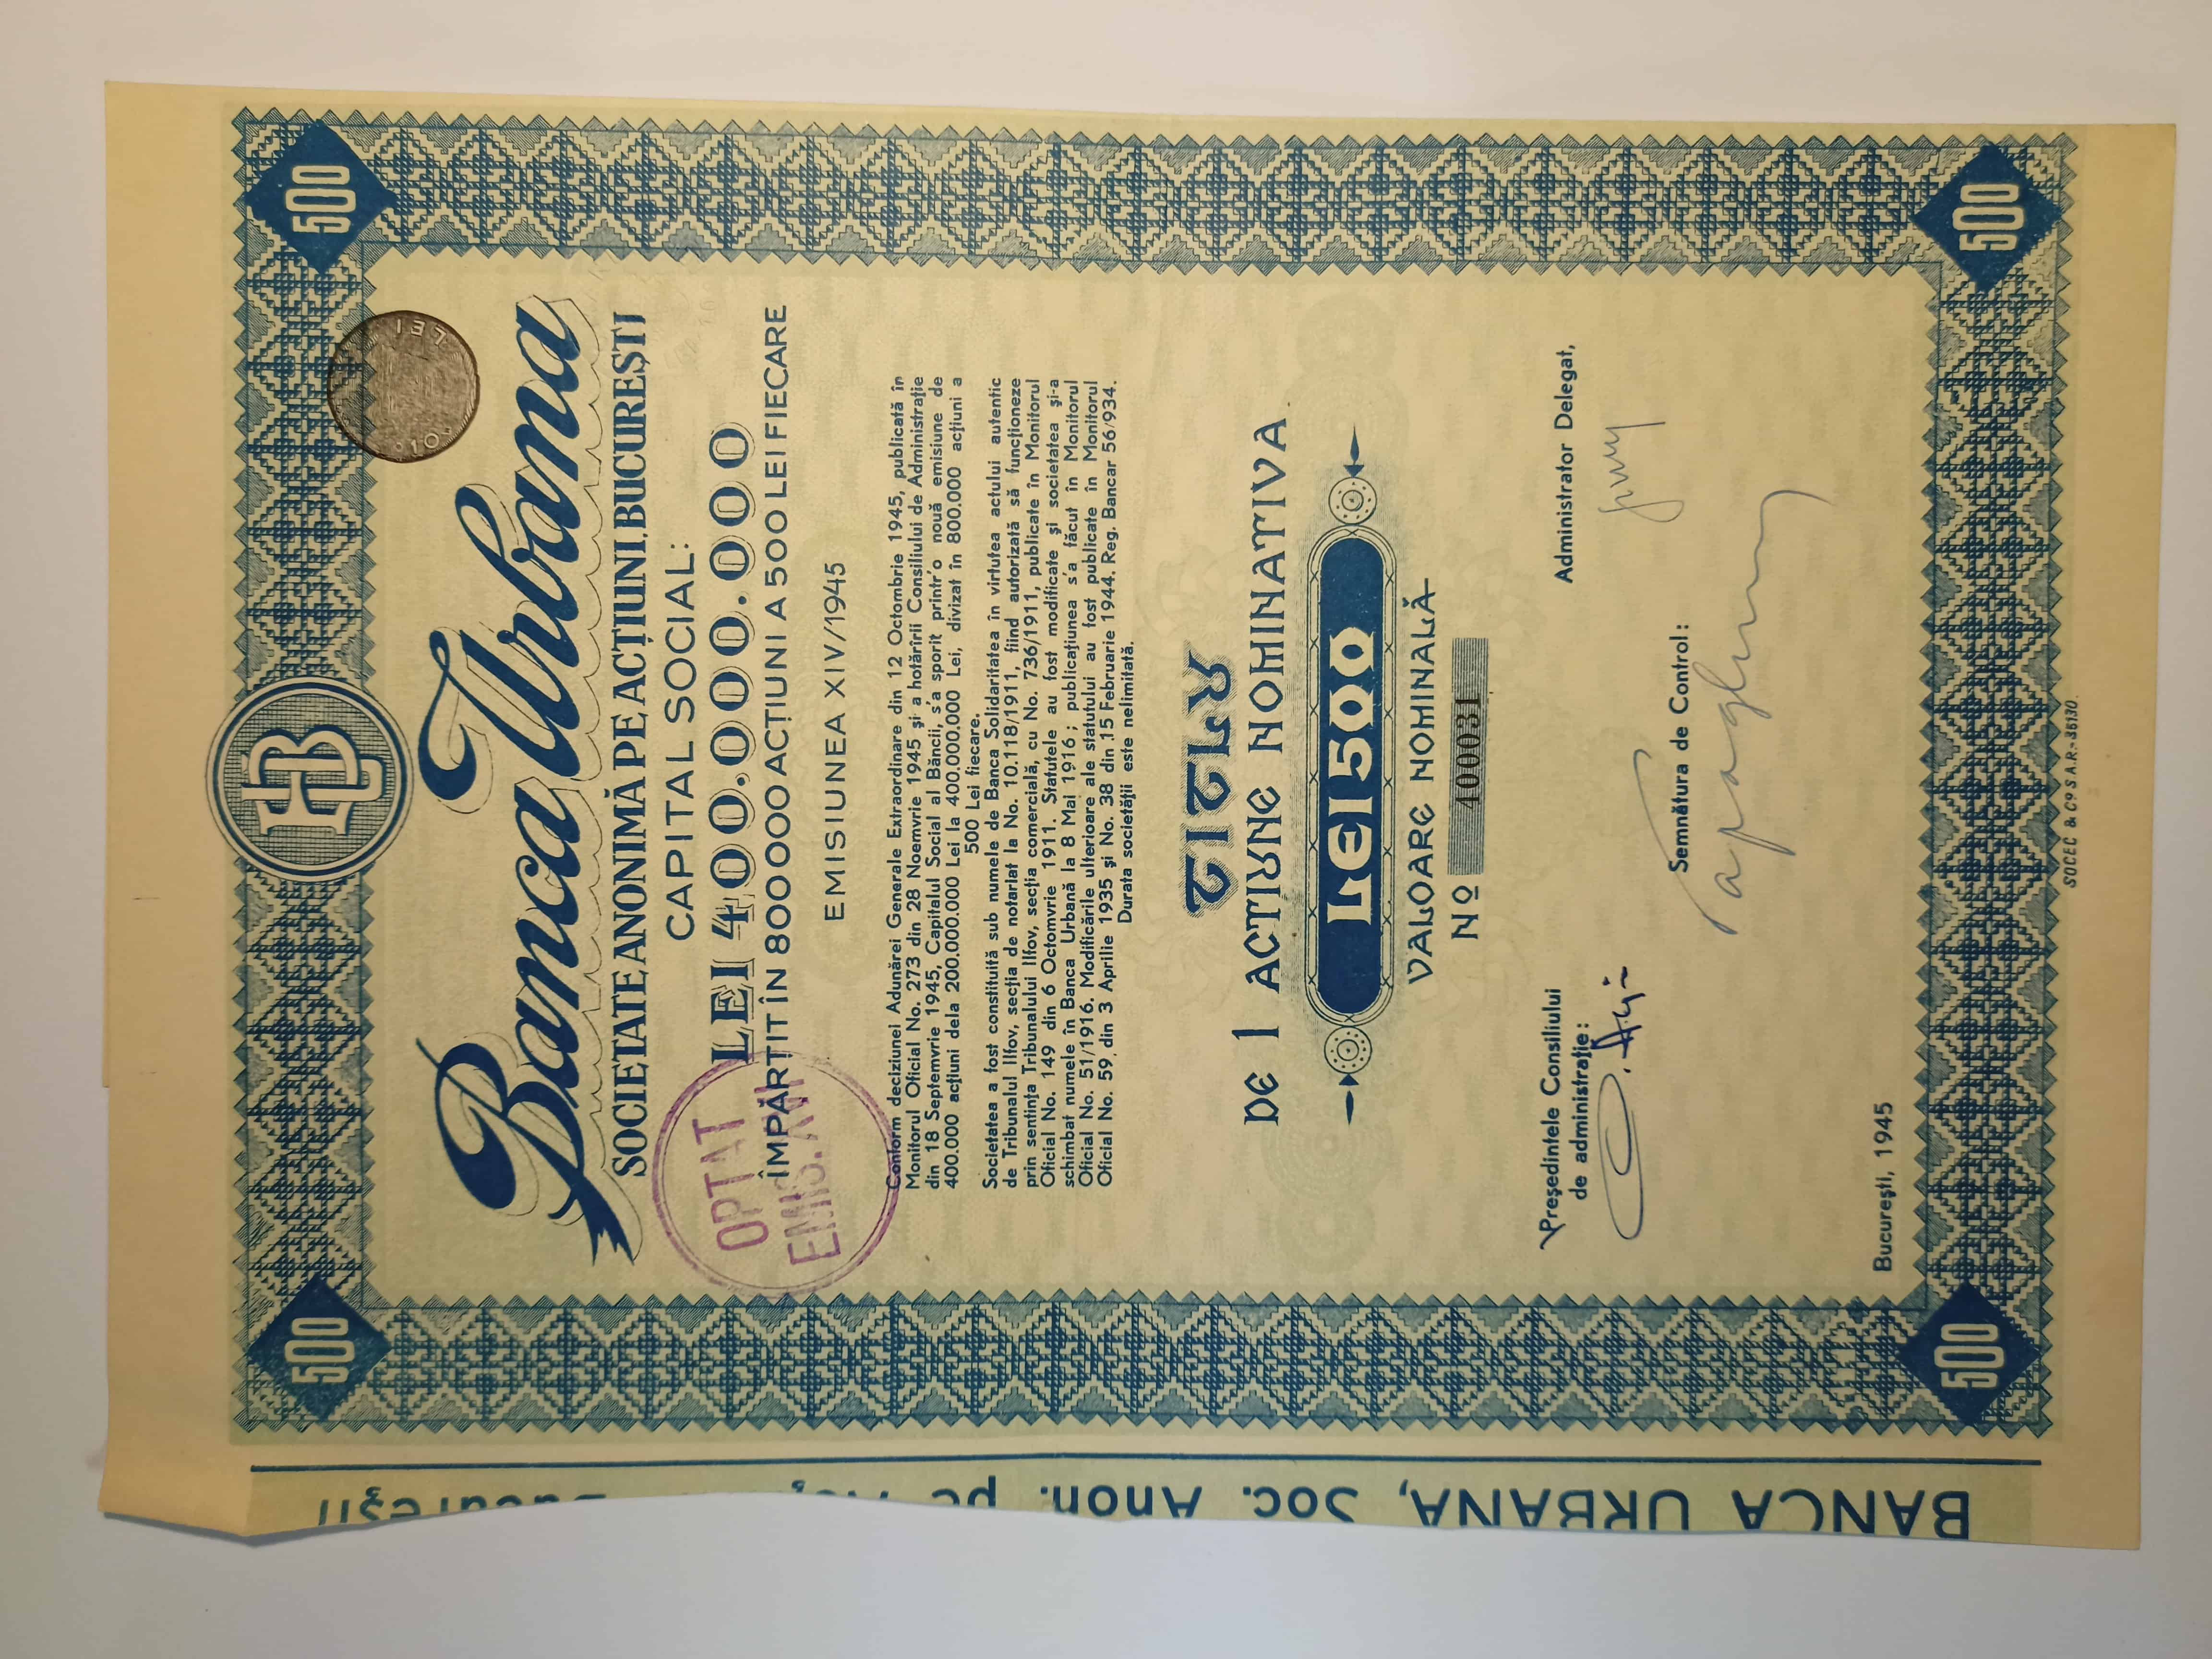 500
500
BU
Banca Urbana
SOCIETATE ANONIMĂ PE ACȚIUNI, BUCUREȘTI
CAPITAL SOCIAL:
LEI 400.000.000
ÎMPĂRȚIT ÎN 800000 ACȚIUNI A 500 LEI FIECARE
EMISIUNEA XIV/1945
OPTAT
EMIS.
10 LEI
Conform deciziunei Adunărei Generale Extraordinare din 12 Octombrie 1945, publicată în
Monitorul Oficial No. 273 din 28 Noemvrie 1945 și a hotărîrii Consiliului de Administrație
din 18 Septemvrie 1945, Capitalul Social al Băncii, s'a sporit printr'o nouă emisiune de
400.000 acțiuni dela 200.000.000 Lei la 400.000.000 Lei, divizat în 800.000 acțiuni a
500 Lei fiecare.
Societatea a fost constituită sub numele de Banca Solidaritatea în virtutea actului autentic
de Tribunalul Ilfov, secția de notariat la No. 10.118/1911, fiind autorizată să funcționeze
prin sentința Tribunalului Ilfov, secția comercială, cu No. 736/1911, publicate în Monitorul
Oficial No. 149 din 6 Octomvrie 1911. Statutele au fost modificate și societatea și-a
schimbat numele în Banca Urbană la 8 Mai 1916; publicațiunea s'a făcut în Monitorul
Oficial No. 51/1916. Modificările ulterioare ale statutului au fost publicate în Monitorul
Oficial No. 59, din 3 Aprilie 1935 și No. 38 din 15 Februarie 1944. Reg. Bancar 56/934.
Durata societății este nelimitată.
TITLU
DE 1 ACTIUNE NOMINATIVA
LEI 500
VALOARE NOMINALĂ
No 400031
Președintele Consiliului
de administrație:
Administrator Delegat,
Semnătura de Control:
București, 1945
500
500
SOCEC & Co S.A.R.-36130.
BANCA URBANA, Soc. Anon. pe București